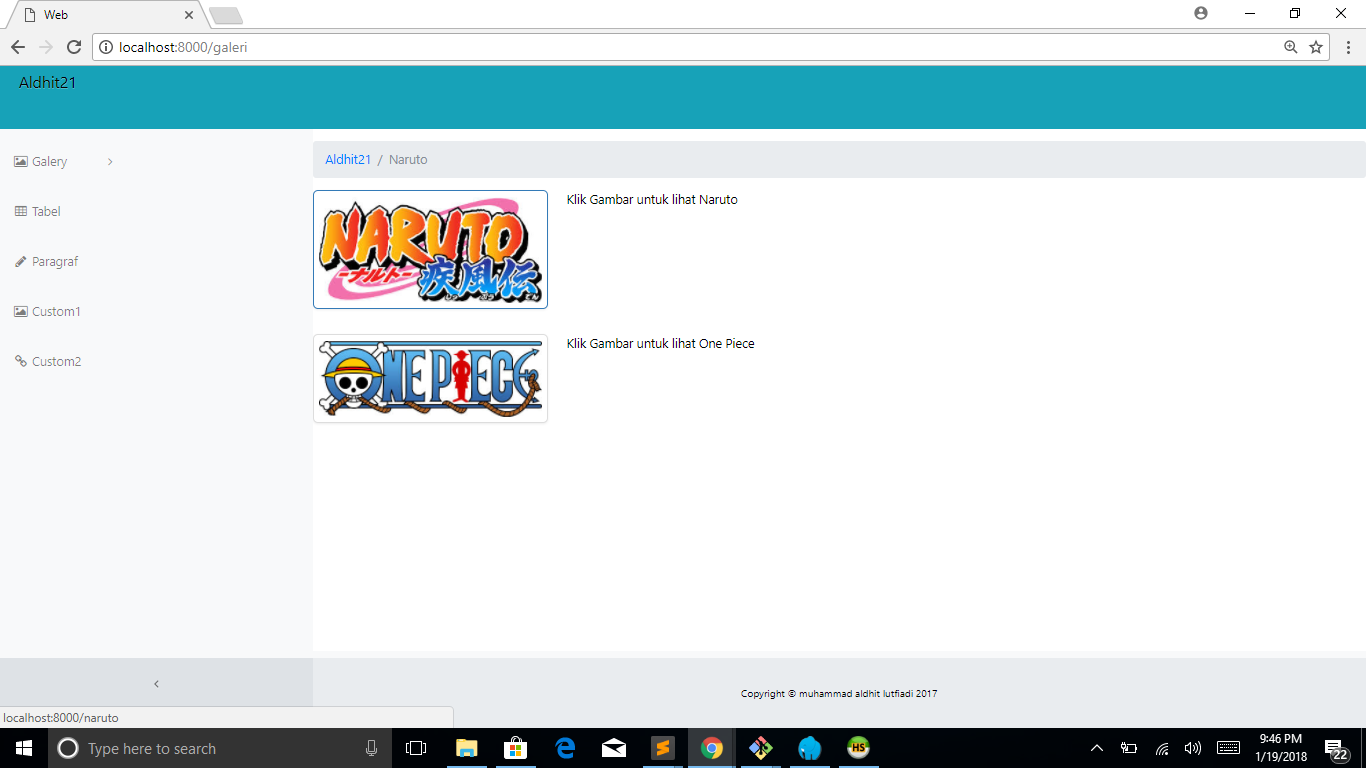 Web
localhost:8000/galeri
Aldhit21
Galery
Aldhit21 / Naruto
Tabel
Klik Gambar untuk lihat Naruto
NARUTO
ーナルトー
疾風伝
Paragraf
Custom1
Klik Gambar untuk lihat One Piece
ONE PIECE
Custom2
Copyright © muhammad aldhit lutfiadi 2017
localhost:8000/naruto
Type here to search
HS
9:46 PM
1/19/2018
22